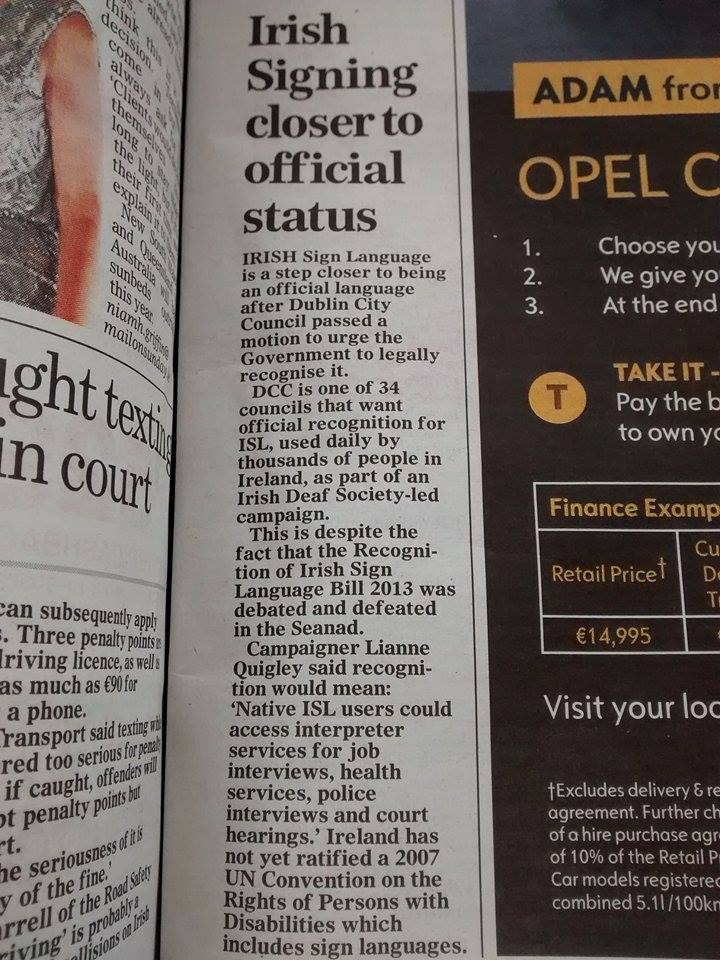 think this
decision
come in
always
'Clients
themselves
long to
the
their first
explain
New
and
Australia
sunbeds
this year.
niamh.griffin@
mailonsunday
ught texting
in court
can subsequently apply
s. Three penalty points
driving licence, as well
as much as €90 for
a phone.
Transport said texting
red too serious for
if caught, offenders will
ot penalty points but
rt.
he seriousness of it is
y of the fine.'
rrell of the Road Safety
riving' is probably a
collisions on Irish
Irish
Signing
closer to
official
status
IRISH Sign Language
is a step closer to being
an official language
after Dublin City
Council passed a
motion to urge the
Government to legally
recognise it.
DCC is one of 34
councils that want
official recognition for
ISL, used daily by
thousands of people in
Ireland, as part of an
Irish Deaf Society-led
campaign.
This is despite the
fact that the Recogni-
tion of Irish Sign
Language Bill 2013 was
debated and defeated
in the Seanad.
Campaigner Lianne
Quigley said recogni-
tion would mean:
'Native ISL users could
access interpreter
services for job
interviews, health
services, police
interviews and court
hearings.' Ireland has
not yet ratified a 2007
UN Convention on the
Rights of Persons with
Disabilities which
includes sign languages.
ADAM from
OPEL C
1. Choose you
2. We give yo
3. At the end
T
TAKE IT -
Pay the b
to own yo
Finance Examp
Retail Price†
Cu
De
Tr
€14,995
Visit your loc
†Excludes delivery & re
agreement. Further ch
of a hire purchase agr
of 10% of the Retail P
Car models registered
combined 5.1l/100km